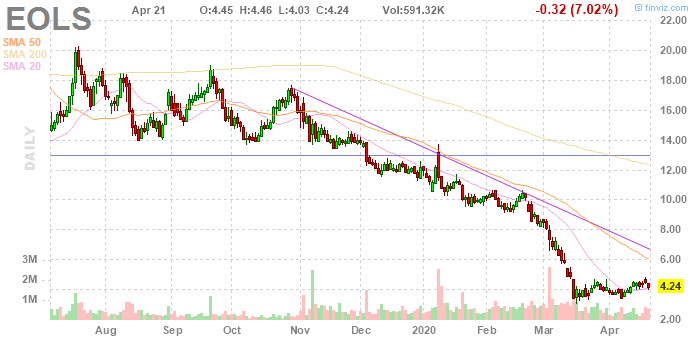 EOLS Apr 21 O:4.45 H:4.46 L:4.03 C:4.24 Vol:591.32K -0.32 (7.02%)
© finviz.com
SMA 50
SMA 200
SMA 20
DAILY
22.00
20.00
18.00
16.00
14.00
12.00
10.00
8.00
6.00
4.24
2.00
3M
2M
1M
Aug Sep Oct Nov Dec 2020 Feb Mar Apr